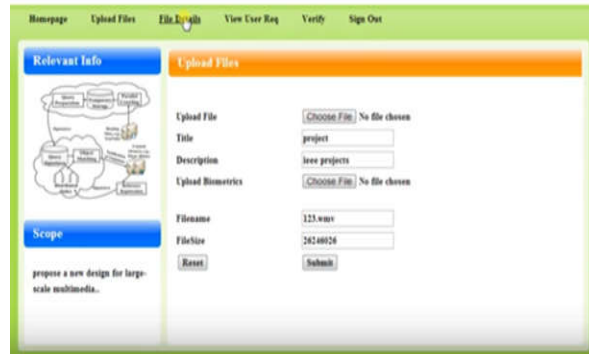 Homepage Upload Files File Details View User Req Verify Sign Out
Relevant Info
Upload Files
Upload File Choose File No file chosen
Title project
Description ieee projects
Upload Biometrics Choose File No file chosen
Filename 123.wmv
FileSize 26246026
Reset Submit
Scope
propose a new design for large-
scale multimedia..